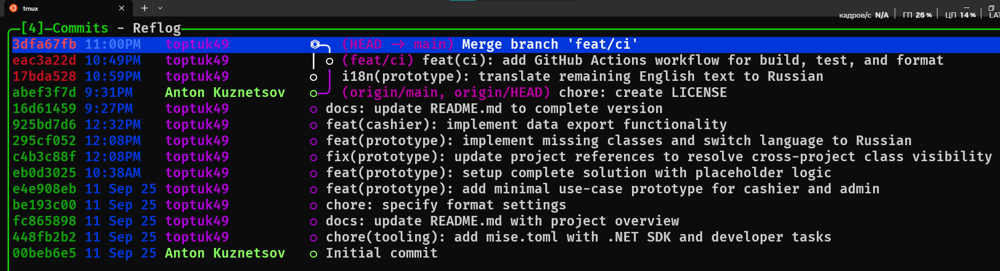 tmux
кадров/с N/A | ГП 26 % | ЦП 14 % | LAT
[4]-Commits - Reflog
3dfa67fb 11:00PM toptuk49 (HEAD → main) Merge branch 'feat/ci'
eac3a22d 10:49PM toptuk49 (feat/ci) feat(ci): add GitHub Actions workflow for build, test, and format
17bda528 10:59PM toptuk49 i18n(prototype): translate remaining English text to Russian
abef3f7d 9:31PM Anton Kuznetsov (origin/main, origin/HEAD) chore: create LICENSE
16d61459 9:27PM toptuk49 docs: update README.md to complete version
925bd7d6 12:32PM toptuk49 feat(cashier): implement data export functionality
295cf052 12:08PM toptuk49 feat(prototype): implement missing classes and switch language to Russian
c4b3c88f 12:08PM toptuk49 fix(prototype): update project references to resolve cross-project class visibility
eb0d3025 10:38AM toptuk49 feat(prototype): setup complete solution with placeholder logic
e4e908eb 11 Sep 25 toptuk49 feat(prototype): add minimal use-case prototype for cashier and admin
be193c00 11 Sep 25 toptuk49 chore: specify format settings
fc865898 11 Sep 25 toptuk49 docs: update README.md with project overview
448fb2b2 11 Sep 25 toptuk49 chore(tooling): add mise.toml with .NET SDK and developer tasks
00beb6e5 11 Sep 25 Anton Kuznetsov Initial commit